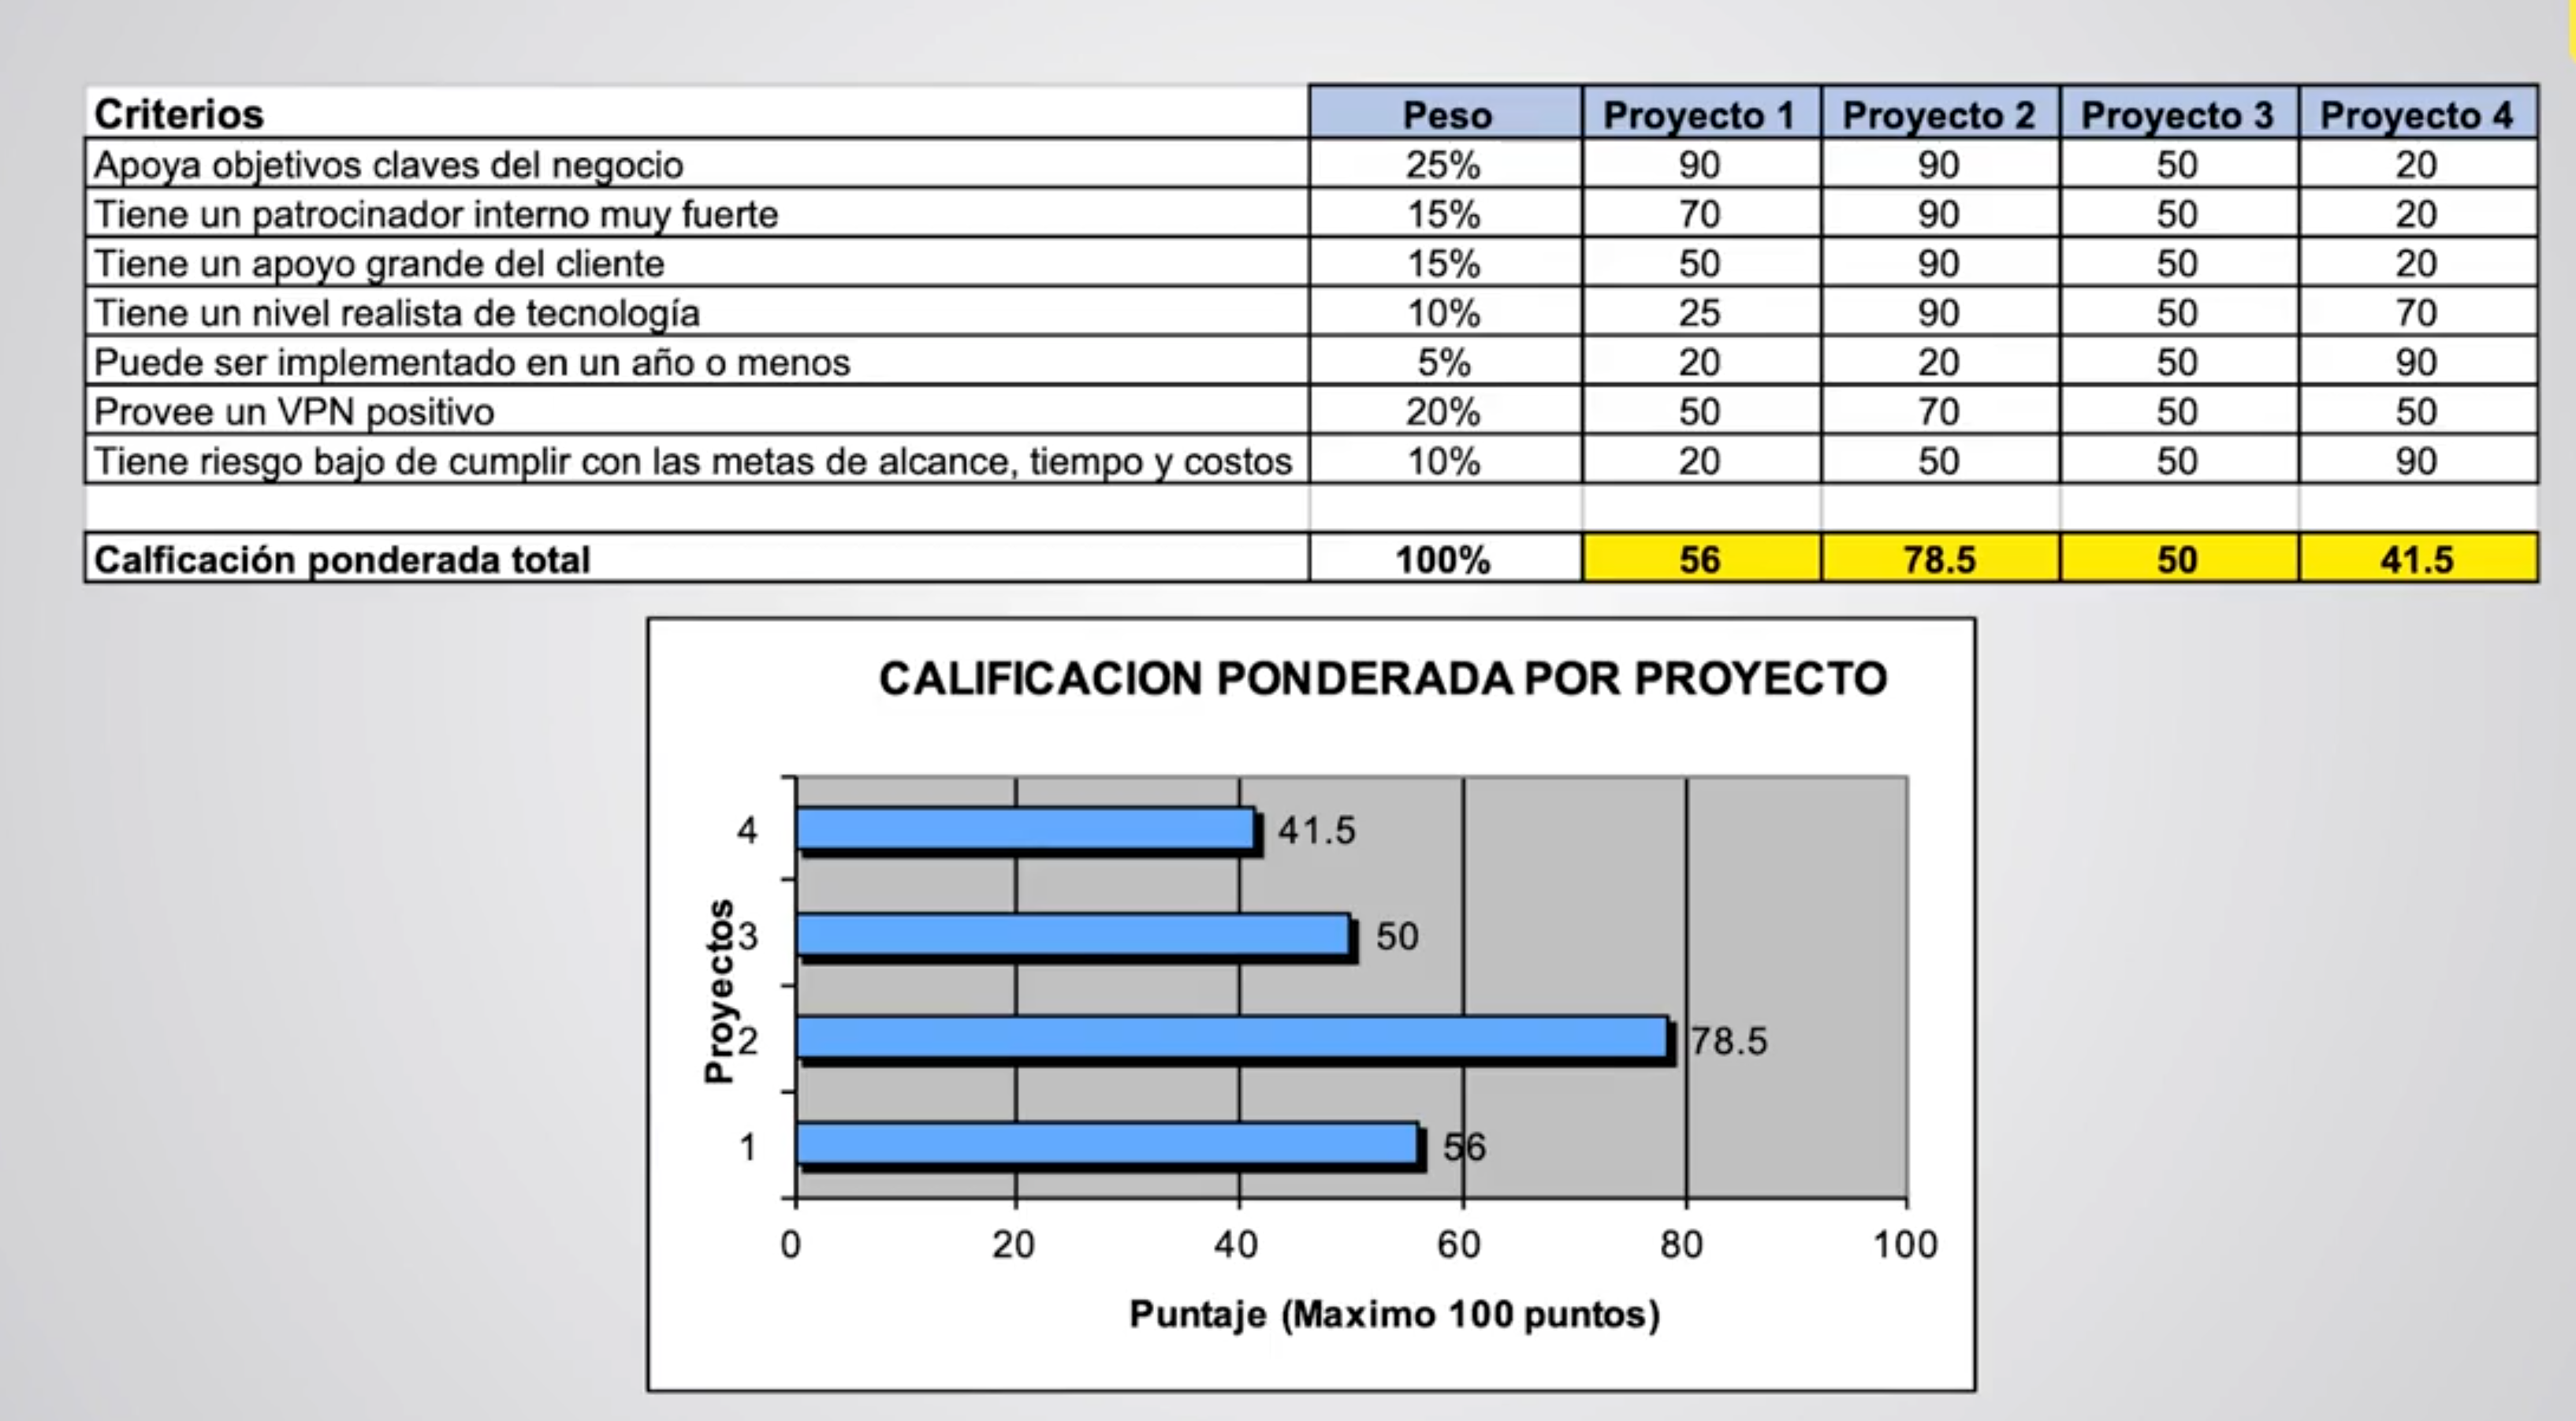 Criterios Peso Proyecto 1 Proyecto 2 Proyecto 3 Proyecto 4
Apoya objetivos claves del negocio 25% 90 90 50 20
Tiene un patrocinador interno muy fuerte 15% 70 90 50 20
Tiene un apoyo grande del cliente 15% 50 90 50 20
Tiene un nivel realista de tecnología 10% 25 90 50 70
Puede ser implementado en un año o menos 5% 20 20 50 90
Provee un VPN positivo 20% 50 70 50 50
Tiene riesgo bajo de cumplir con las metas de alcance, tiempo y costos 10% 20 50 50 90
Calficación ponderada total 100% 56 78.5 50 41.5
CALIFICACION PONDERADA POR PROYECTO
Proyectos
4 41.5
3 50
2 78.5
1 56
0 20 40 60 80 100
Puntaje (Maximo 100 puntos)